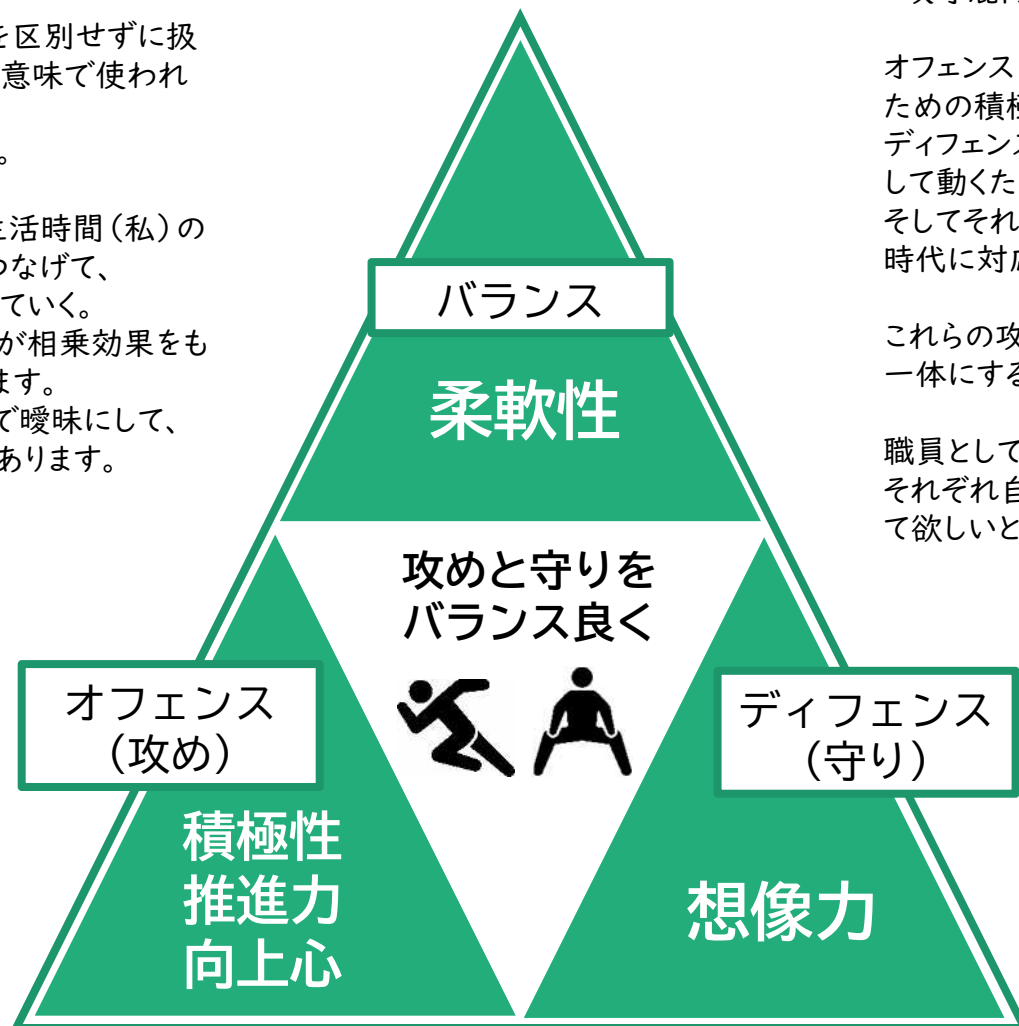 を区別せずに扱
意味で使われ
。
生活時間(私)の
つなげて、
ていく。
が相乗効果をも
ます。
で曖昧にして、
あります。
バランス
柔軟性
攻めと守りを
バランス良く
オフェンス
(攻め)
ディフェンス
(守り)
積極性
推進力
向上心
想像力
オフェンス
ための積極
ディフェンス
して動くた
そしてそれ
時代に対応
これらの攻
一体にする
職員として
それぞれ自
て欲しいと